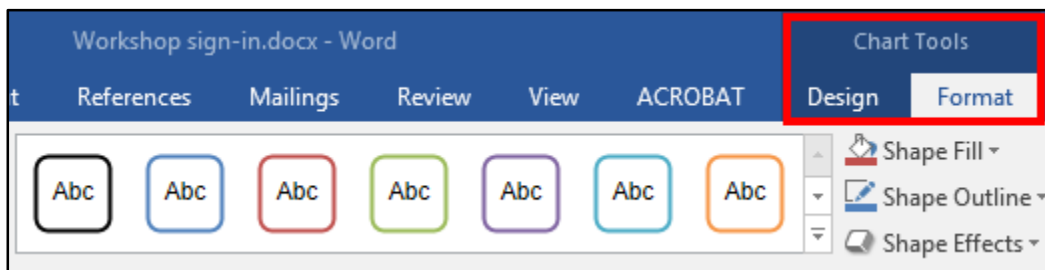 Workshop sign-in.docx - Word Chart Tools
t References Mailings Review View ACROBAT Design Format
Abc Abc Abc Abc Abc Abc Abc
Shape Fill
Shape Outline
Shape Effects